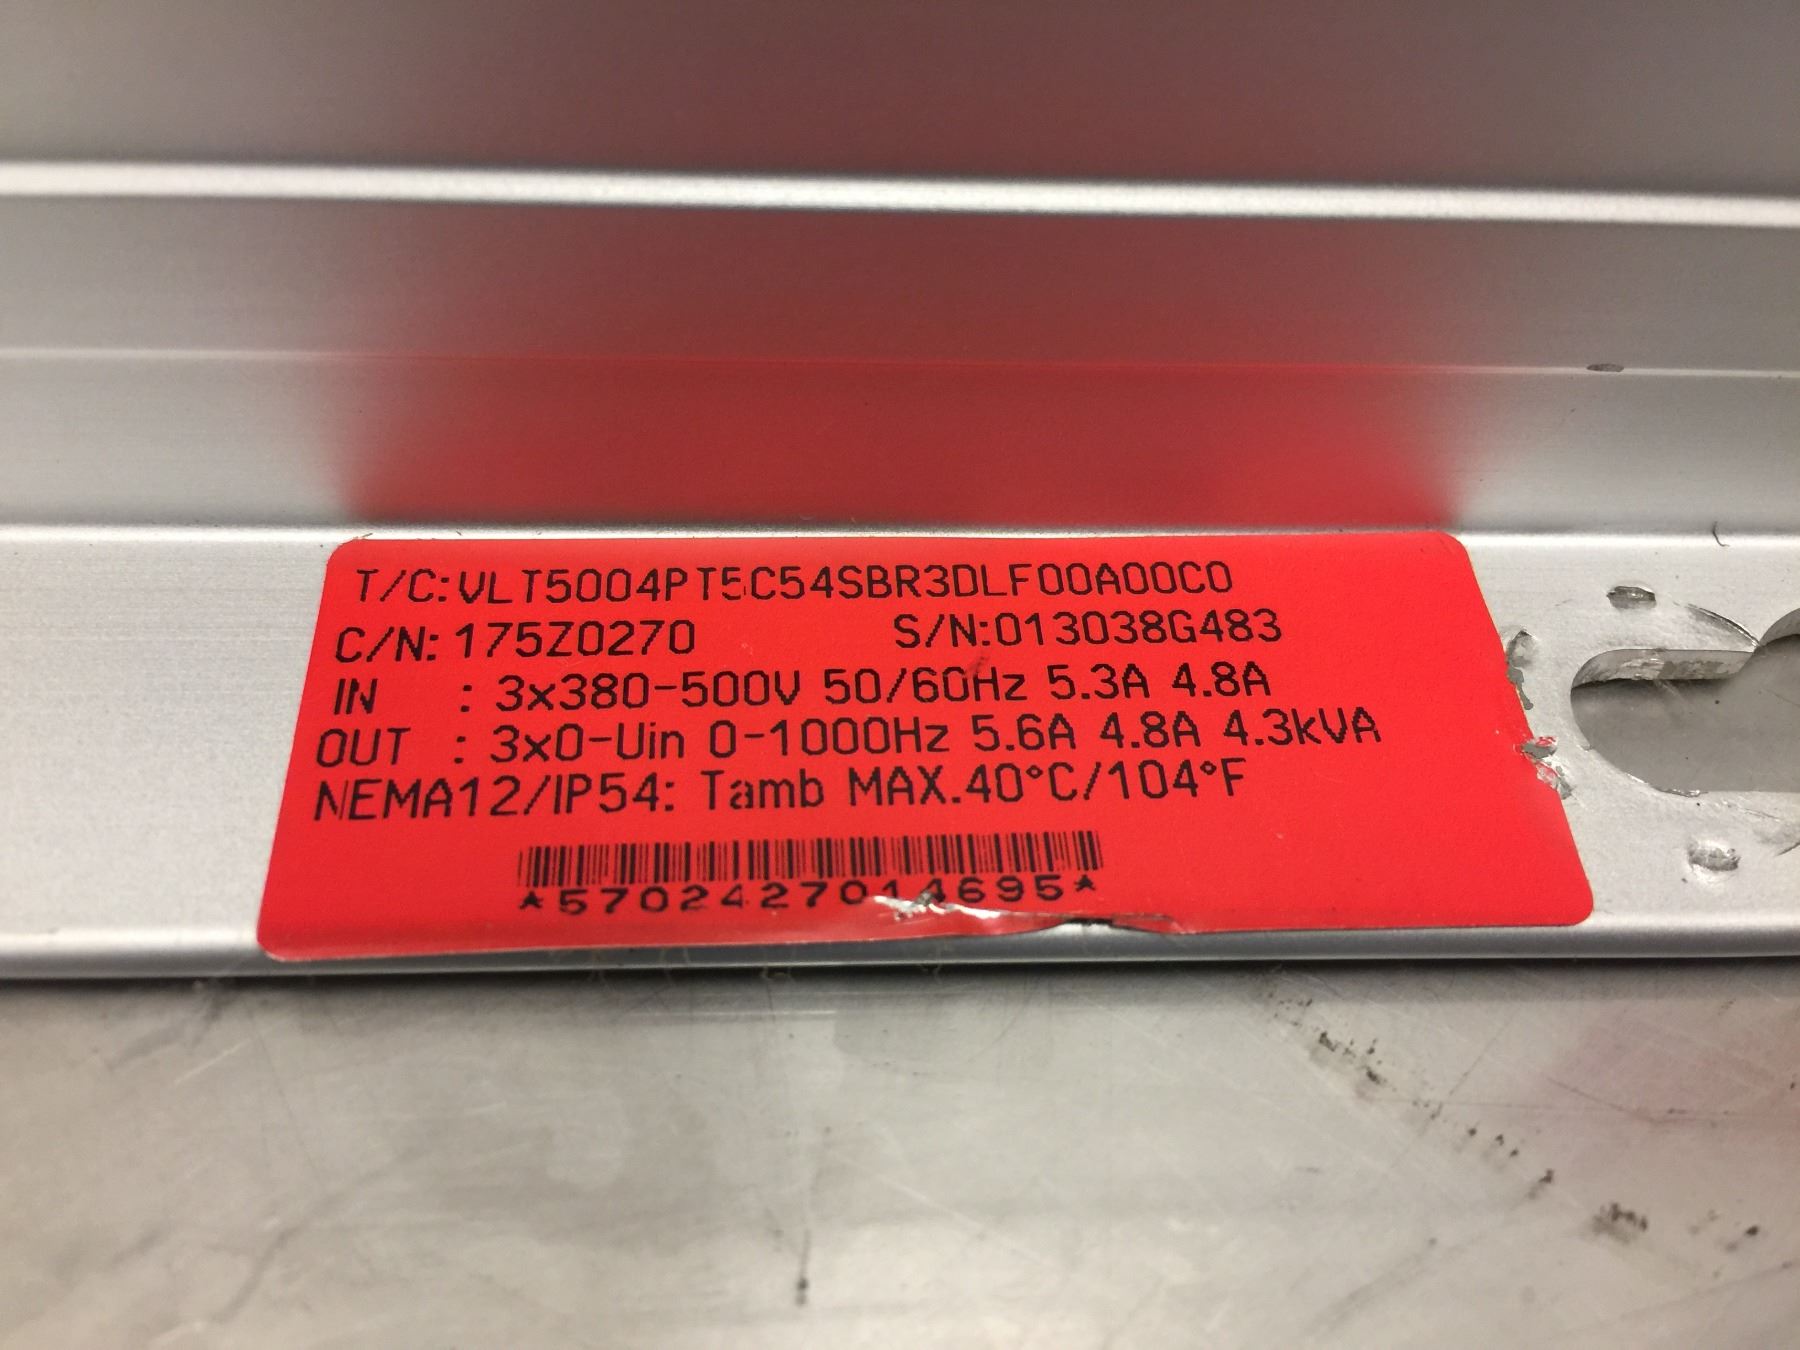 T/C:VLT5004PT5C54SBR3DLF00A00C0
C/N: 175Z0270 S/N:013038G483
IN : 3x380-500V 50/60Hz 5.3A 4.8A
OUT : 3x0-Uin 0-1000Hz 5.6A 4.8A 4.3kVA
NEMA12/IP54: Tamb MAX.40°C/104°F
*5702427014695*